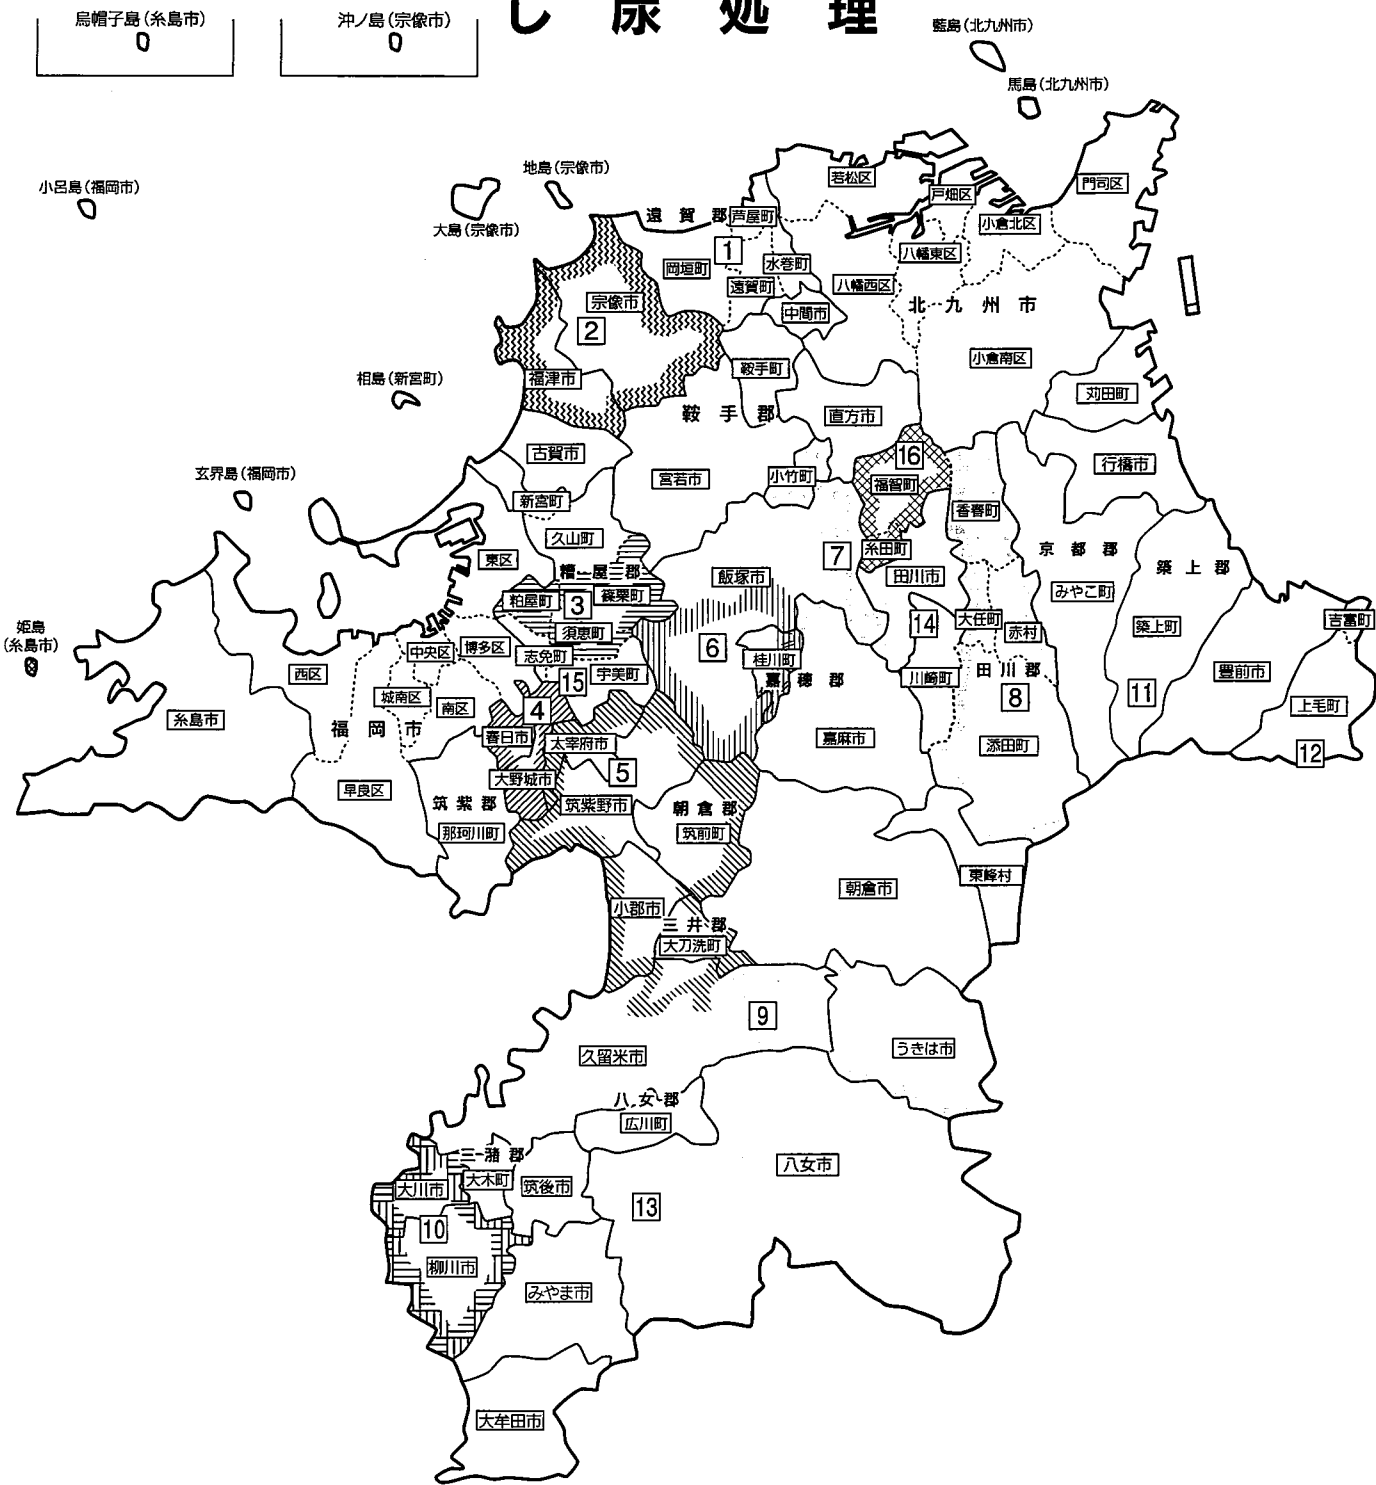 し尿処理
烏帽子島(糸島市)
沖ノ島(宗像市)
藍島(北九州市)
馬島(北九州市)
小呂島(福岡市)
地島(宗像市)
大島(宗像市)
若松区
戸畑区
門司区
遠賀郡
芦屋町
小倉北区
1
岡垣町
水巻町
八幡東区
遠賀町
八幡西区
中間市
北九州市
宗像市
2
小倉南区
相島(新宮町)
福津市
鞍手町
苅田町
鞍手郡
直方市
古賀市
16
行橋市
玄界島(福岡市)
宮若市
小竹町
福智町
新宮町
香春町
久山町
東区
糸田町
7
京都郡
糟屋郡
飯塚市
田川市
築上郡
粕屋町
3
篠栗町
みやこ町
須恵町
14
大任町
赤村
築上町
吉富町
姫島
(糸島市)
中央区
博多区
志免町
6
桂川町
西区
15
宇美町
嘉穂郡
川崎町
田川郡
豊前市
城南区
南区
4
8
11
上毛町
糸島市
福岡市
春日市
太宰府市
嘉麻市
添田町
12
大野城市
5
早良区
筑紫郡
筑紫野市
朝倉郡
那珂川町
筑前町
朝倉市
東峰村
小郡市
三井郡
大刀洗町
9
久留米市
うきは市
八女郡
広川町
三潴郡
八女市
大川市
大木町
筑後市
13
10
柳川市
みやま市
大牟田市